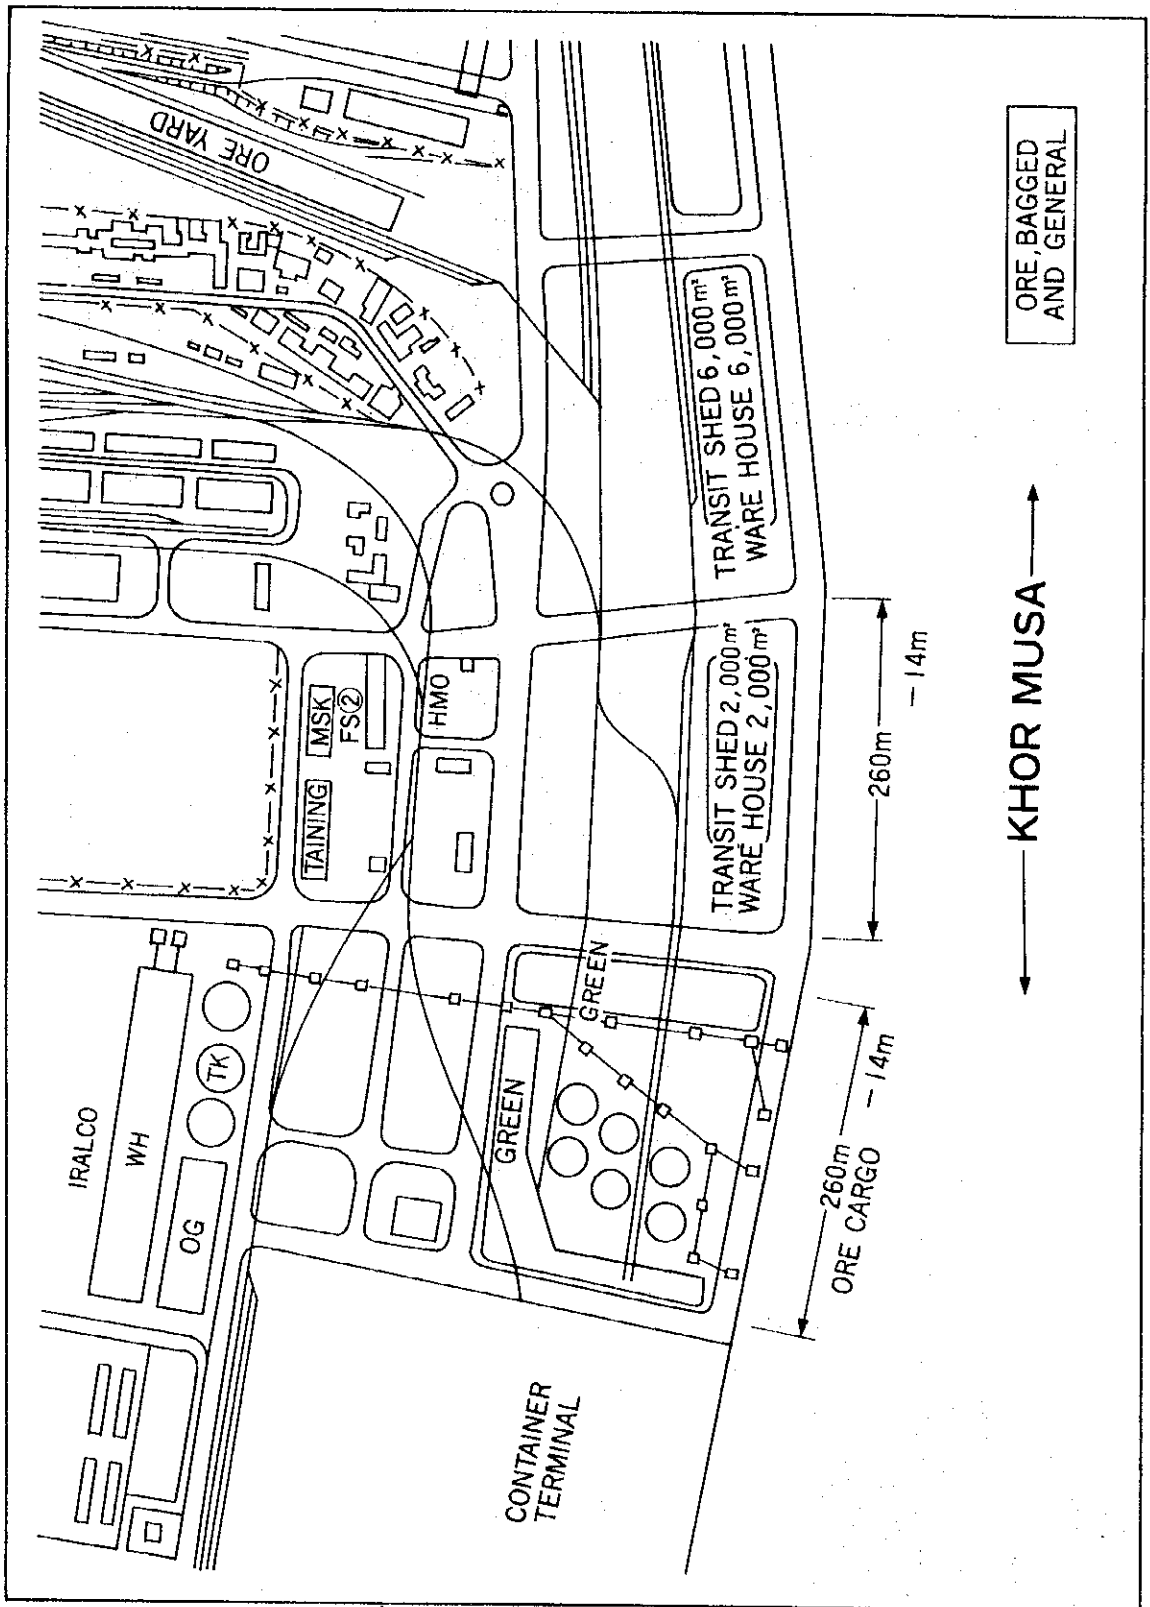 ORE YARD
ORE, BAGGED
AND GENERAL
TRANSIT SHED 6,000m²
WARE HOUSE 6,000m²
KHOR MUSA
MSK
FS②
HMO
TAINING
TRANSIT SHED 2,000m²
WARE HOUSE 2,000m²
260m
-14m
IRALCO
WH
TK
OG
GREEN
GREEN
260m
-14m
ORE CARGO
CONTAINER
TERMINAL